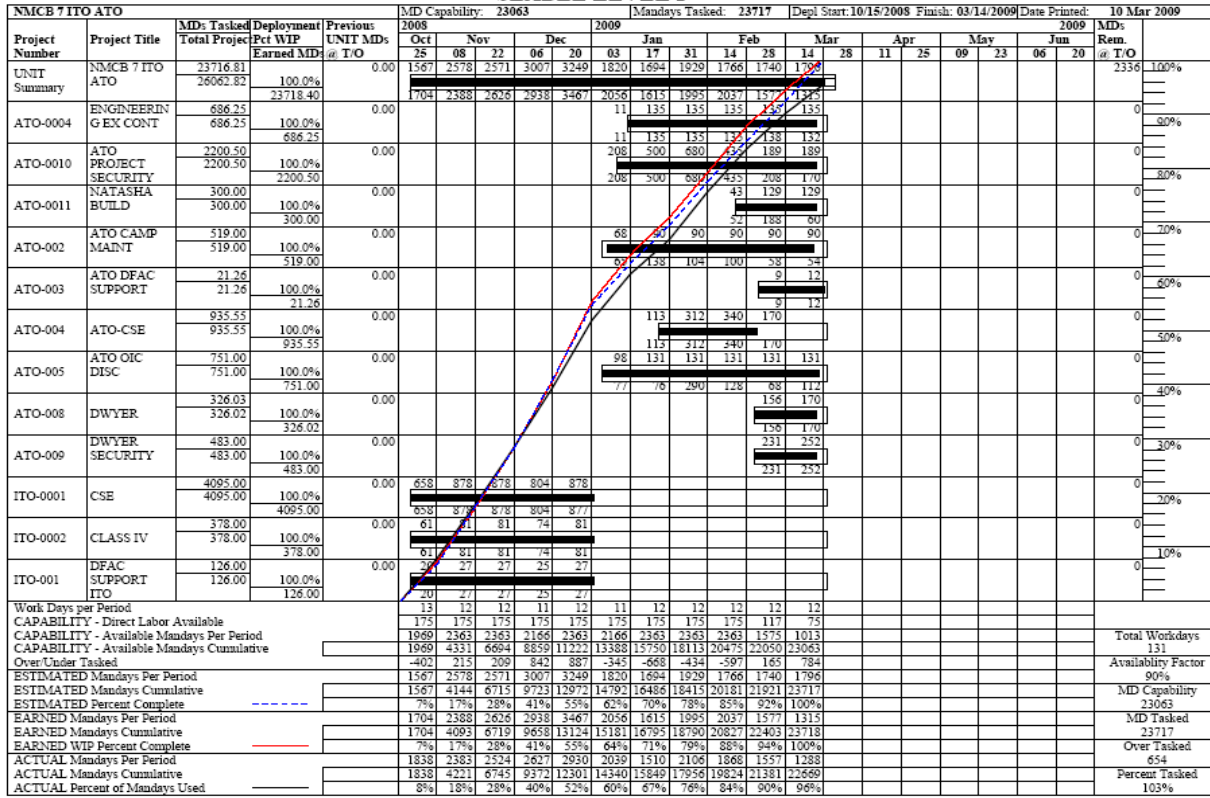 NMCB 7 ITO ATO MD Capability: 23063 Mandays Tasked: 23717 Depl Start: 10/15/2008 Finish: 03/14/2009 Date Printed: 10 Mar 2009
MDs Tasked Deployment Previous 2008 2009 2009 MDs
Project Project Title Total Project Pct WIP UNIT MDs Oct Nov Dec Jan Feb Mar Apr May Jun Rem.
Number Earned MDs @ T/O 25 08 22 06 20 03 17 31 14 28 14 28 11 25 09 23 06 20 @ T/O
UNIT Summary NMCB 7 ITO 23716.81 0.00 1567 2578 2571 3007 3249 1820 1694 1929 1766 1740 2336 100%
ATO 26062.82 100.0%
23718.40 1704 2388 2626 2938 3467 2056 1615 1995 2037 1577 1315
ENGINEERIN 686.25 0.00 11 135 135 135 135 135 0
ATO-0004 G EX CONT 686.25 100.0% 90%
686.25 11 135 135 135 138 132
ATO 2200.50 0.00 208 500 680 435 189 189 0
ATO-0010 PROJECT 2200.50 100.0%
SECURITY 2200.50 208 500 680 435 208 170 80%
NATASHA 300.00 0.00 43 129 129 0
ATO-0011 BUILD 300.00 100.0%
300.00 52 188 60 70%
ATO CAMP 519.00 0.00 68 90 90 90 90 90 0
ATO-002 MAINT 519.00 100.0%
519.00 138 104 100 58 54
ATO DFAC 21.26 0.00 9 12 0 60%
ATO-003 SUPPORT 21.26 100.0%
21.26 9 12
935.55 0.00 113 312 340 170 0
ATO-004 ATO-CSE 935.55 100.0% 50%
935.55 113 312 340 170
ATO OIC 751.00 0.00 98 131 131 131 131 131 0
ATO-005 DISC 751.00 100.0%
751.00 77 76 290 128 68 112 40%
326.03 0.00 156 170 0
ATO-008 DWYER 326.02 100.0%
326.02 156 170
DWYER 483.00 0.00 231 252 0 30%
ATO-009 SECURITY 483.00 100.0%
483.00 231 252
4095.00 0.00 658 878 878 804 878 0
ITO-0001 CSE 4095.00 100.0% 20%
4095.00 658 878 878 804 877
378.00 0.00 61 81 81 74 81 0
ITO-0002 CLASS IV 378.00 100.0%
378.00 61 81 81 74 81 10%
DFAC 126.00 0.00 20 27 27 25 27 0
ITO-001 SUPPORT 126.00 100.0%
ITO 126.00 20 27 27 25 27
Work Days per Period 13 12 12 11 12 11 12 12 12 12 12
CAPABILITY - Direct Labor Available 175 175 175 175 175 175 175 175 175 117 75
CAPABILITY - Available Mandays Per Period 1969 2363 2363 2166 2363 2166 2363 2363 2363 1575 1013 Total Workdays
CAPABILITY - Available Mandays Cumulative 1969 4331 6694 8859 11222 13388 15750 18113 20475 22050 23063 131
Over/Under Tasked -402 215 209 842 887 -345 -668 -434 -597 165 784 Availablity Factor
ESTIMATED Mandays Per Period 1567 2578 2571 3007 3249 1820 1694 1929 1766 1740 1796 90%
ESTIMATED Mandays Cumulative 1567 4144 6715 9723 12972 14792 16486 18415 20181 21921 23717 MD Capability
ESTIMATED Percent Complete 7% 17% 28% 41% 55% 62% 70% 78% 85% 92% 100% 23063
EARNED Mandays Per Period 1704 2388 2626 2938 3467 2056 1615 1995 2037 1577 1315 MD Tasked
EARNED Mandays Cumulative 1704 4093 6719 9658 13124 15181 16795 18790 20827 22403 23718 23717
EARNED WIP Percent Complete 7% 17% 28% 41% 55% 64% 71% 79% 88% 94% 100% Over Tasked
ACTUAL Mandays Per Period 1838 2383 2524 2627 2930 2039 1510 2106 1868 1557 1288 654
ACTUAL Mandays Cumulative 1838 4221 6745 9372 12301 14340 15849 17956 19824 21381 22669 Percent Tasked
ACTUAL Percent of Mandays Used 8% 18% 28% 40% 52% 60% 67% 76% 84% 90% 96% 103%